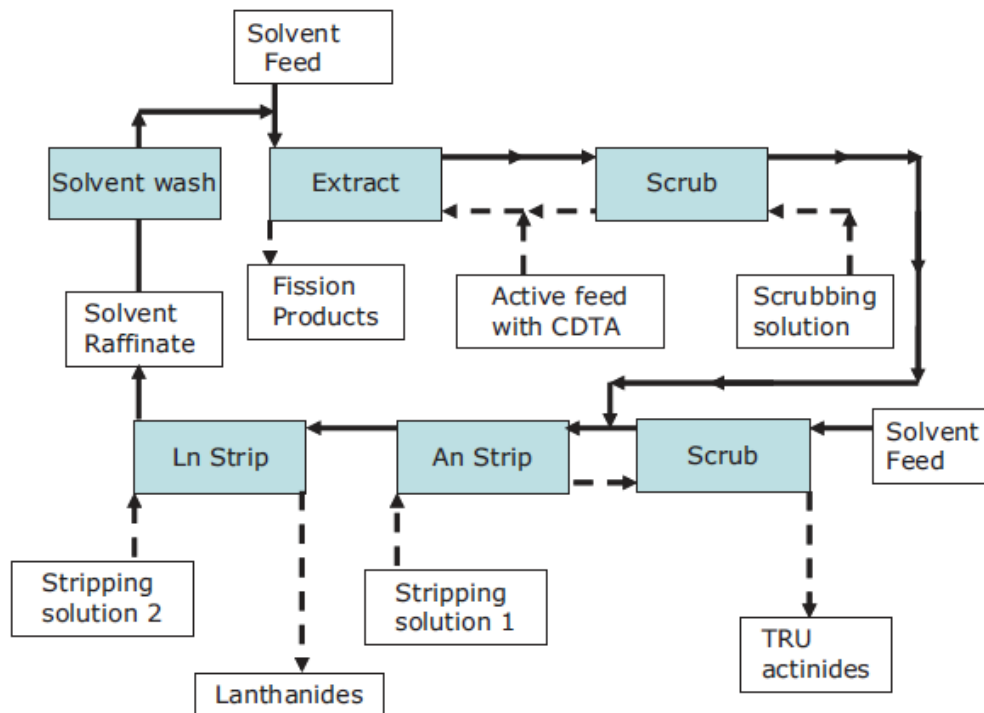 Solvent
Feed
Solvent wash
Extract
Scrub
Fission
Products
Active feed
with CDTA
Scrubbing
solution
Solvent
Raffinate
Ln Strip
An Strip
Scrub
Solvent
Feed
Stripping
solution 2
Stripping
solution 1
TRU
actinides
Lanthanides